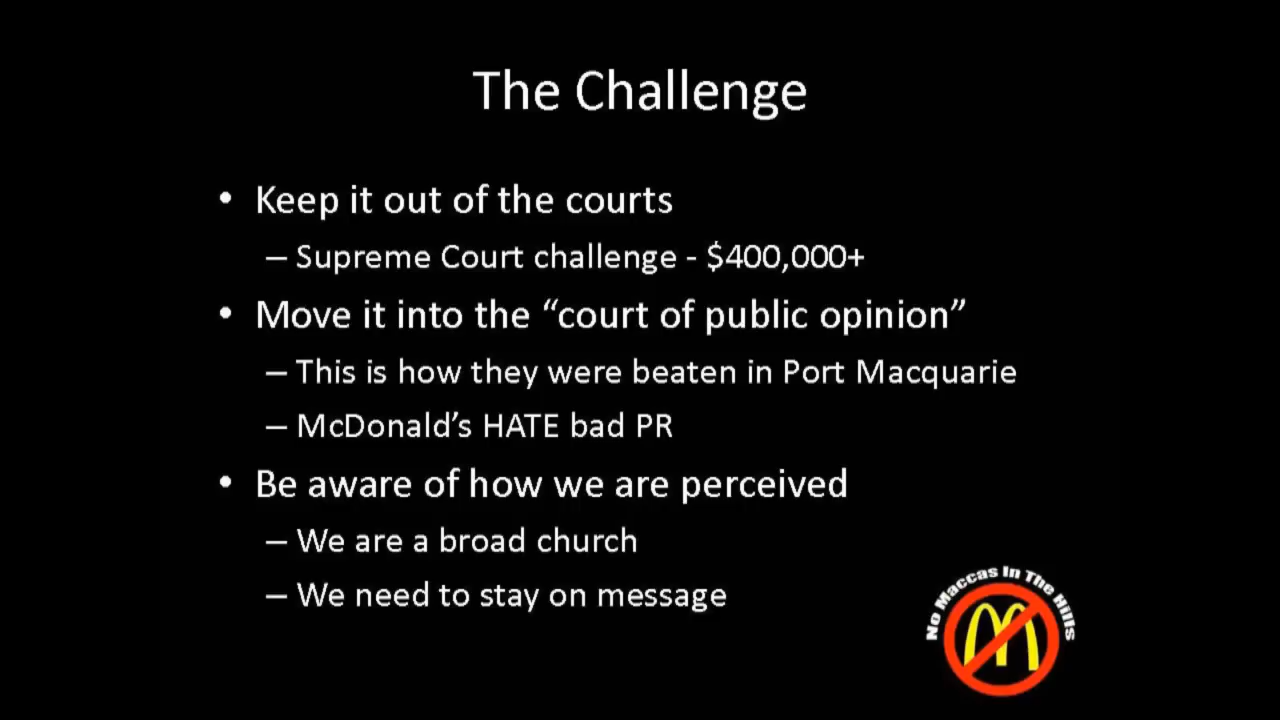 The Challenge
• Keep it out of the courts
– Supreme Court challenge - $400,000+
• Move it into the “court of public opinion”
– This is how they were beaten in Port Macquarie
– McDonald’s HATE bad PR
• Be aware of how we are perceived
– We are a broad church
– We need to stay on message
No Maccas In The Hills